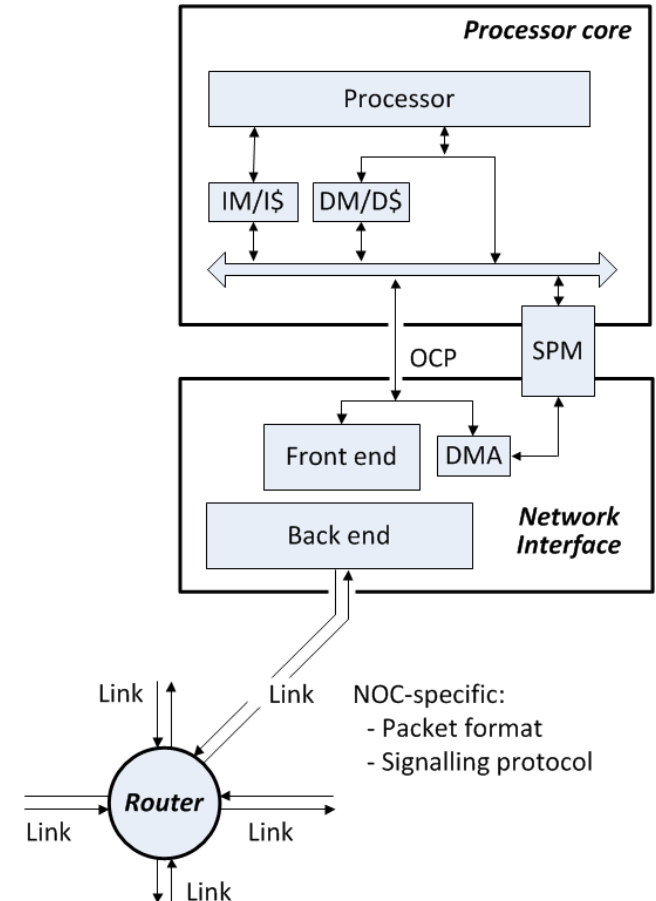 Processor core
Processor
IM/I$
DM/D$
OCP
SPM
Front end
DMA
Back end
Network
Interface
Link
Link
NOC-specific:
- Packet format
- Signalling protocol
Router
Link
Link
Link